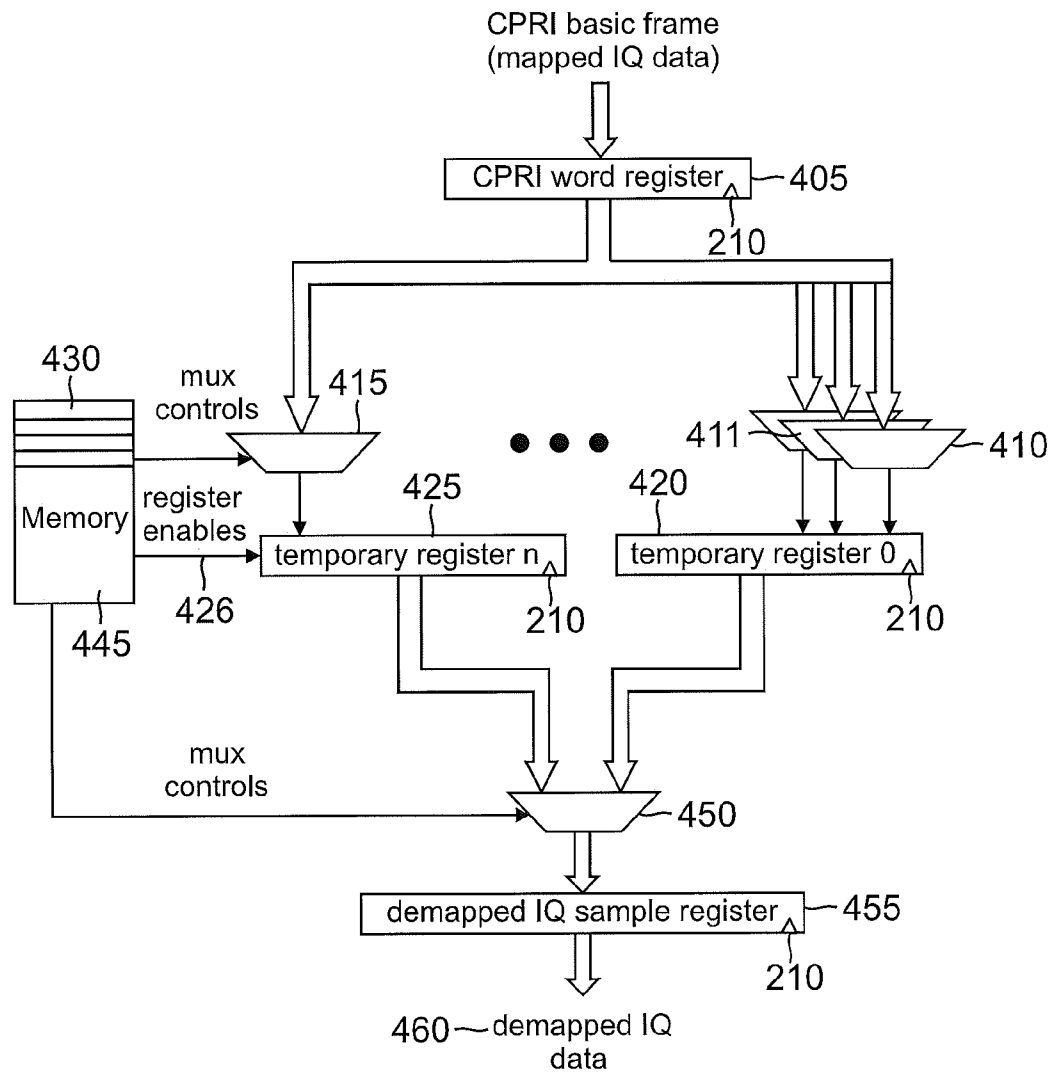 CPRI basic frame
(mapped IQ data)
CPRI word register
405
210
430
mux
controls
415
411
410
Memory
register
enables
425
420
temporary register n
temporary register 0
426
445
210
210
mux
controls
450
demapped IQ sample register
455
210
460
demapped IQ
data